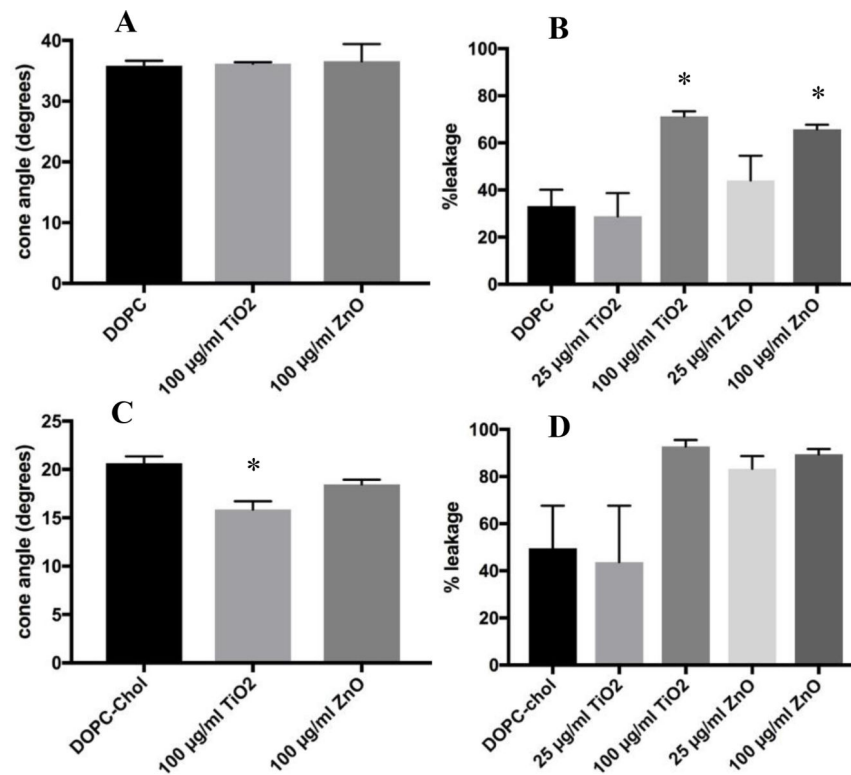 A
cone angle (degrees)
40
30
20
10
0
DOPC
100 µg/ml TiO2
100 µg/ml ZnO
B
%leakage
100
80
60
40
20
0
*
*
DOPC
25 µg/ml TiO2
100 µg/ml TiO2
25 µg/ml ZnO
100 µg/ml ZnO
C
cone angle (degrees)
25
20
15
10
5
0
*
DOPC-Chol
100 µg/ml TiO2
100 µg/ml ZnO
D
% leakage
100
80
60
40
20
0
DOPC-chol
25 µg/ml TiO2
100 µg/ml TiO2
25 µg/ml ZnO
100 µg/ml ZnO